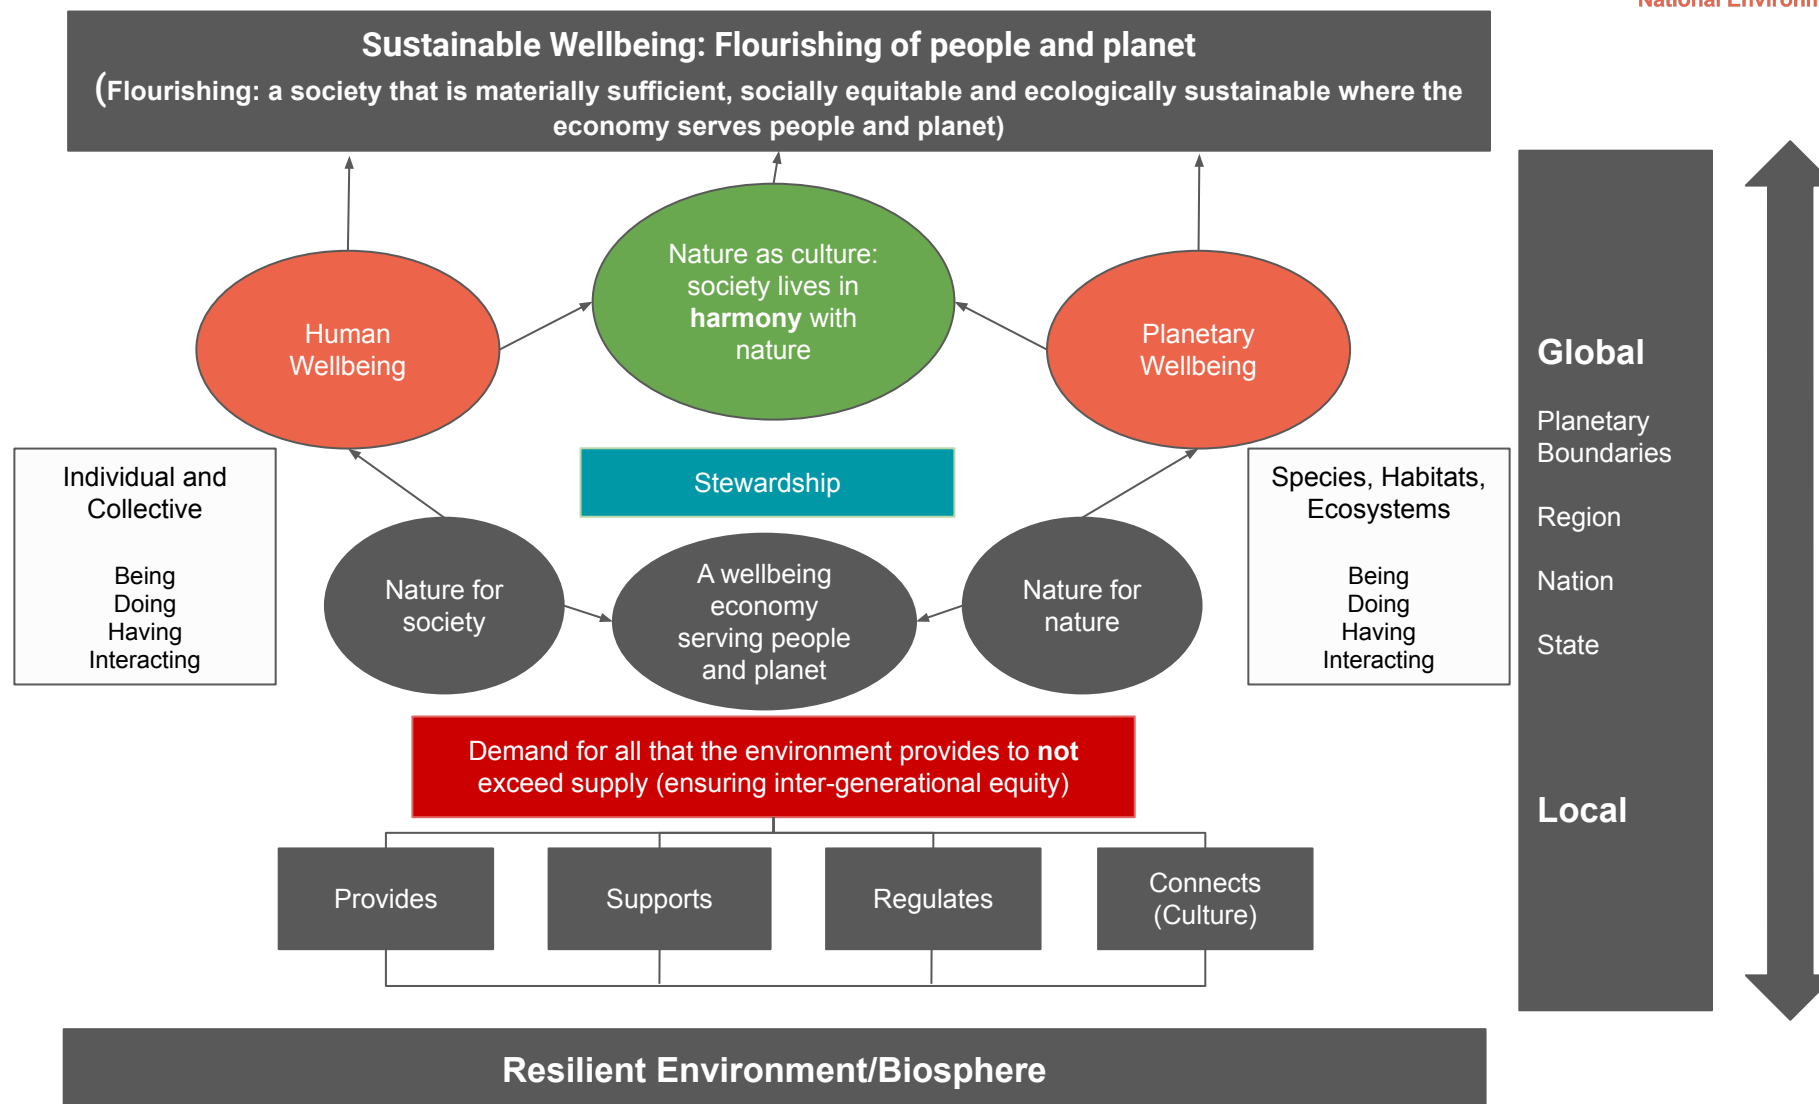 National Environm
Sustainable Wellbeing: Flourishing of people and planet
(Flourishing: a society that is materially sufficient, socially equitable and ecologically sustainable where the
economy serves people and planet)
Nature as culture:
society lives in
harmony with
nature
Human
Wellbeing
Planetary
Wellbeing
Individual and
Collective
Being
Doing
Having
Interacting
Stewardship
Species, Habitats,
Ecosystems
Being
Doing
Having
Interacting
Nature for
society
A wellbeing
economy
serving people
and planet
Nature for
nature
Demand for all that the environment provides to not
exceed supply (ensuring inter-generational equity)
Provides
Supports
Regulates
Connects
(Culture)
Resilient Environment/Biosphere
Global
Planetary
Boundaries
Region
Nation
State
Local